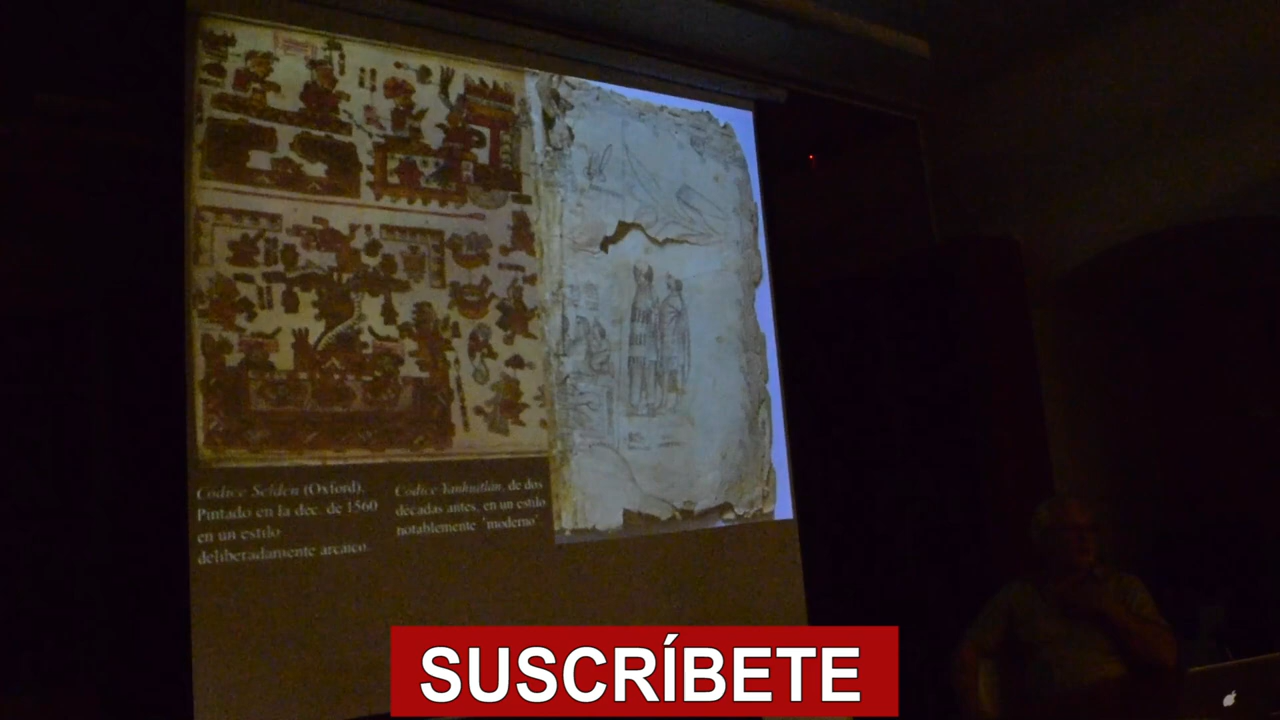 Códice Selden (Oxford).
Pintado en la dec. de 1560
en un estilo
deliberadamente arcaico.
Códice Yanhuitlán, de dos
décadas antes, en un estilo
notablemente ‘moderno’
SUSCRÍBETE